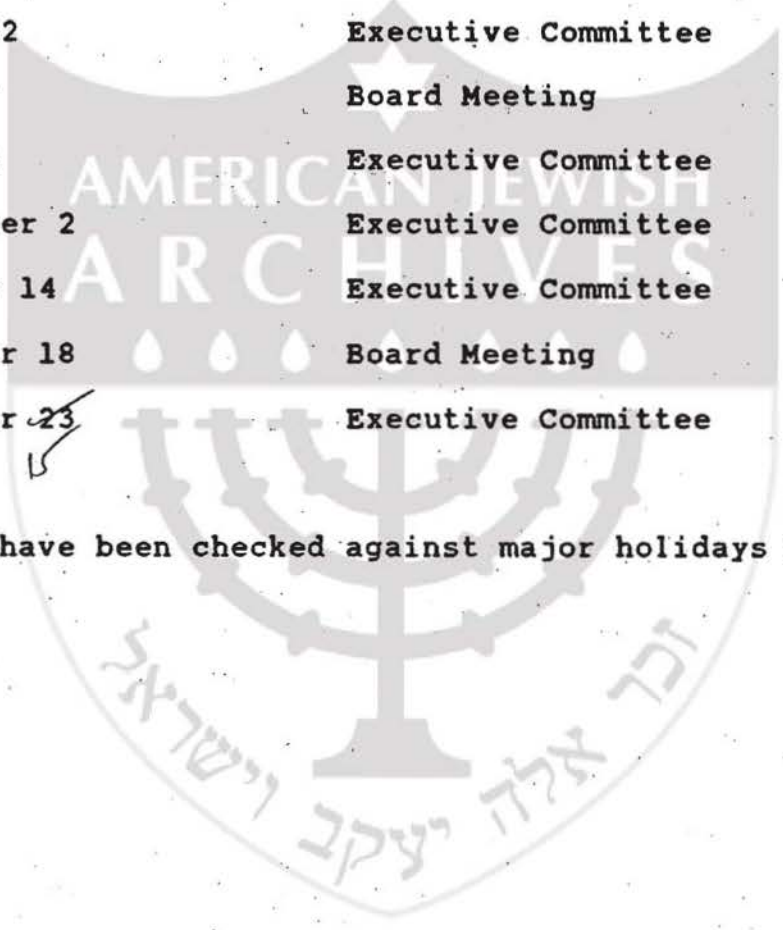 2 Executive Committee
Board Meeting
AMERICAN JEWISH
Executive Committee
er 2 Executive Committee
ARCHIVES
14 Executive Committee
r 18 Board Meeting
r 23 Executive Committee
15
have been checked against major holidays
זכר אלה יעקב וישראל